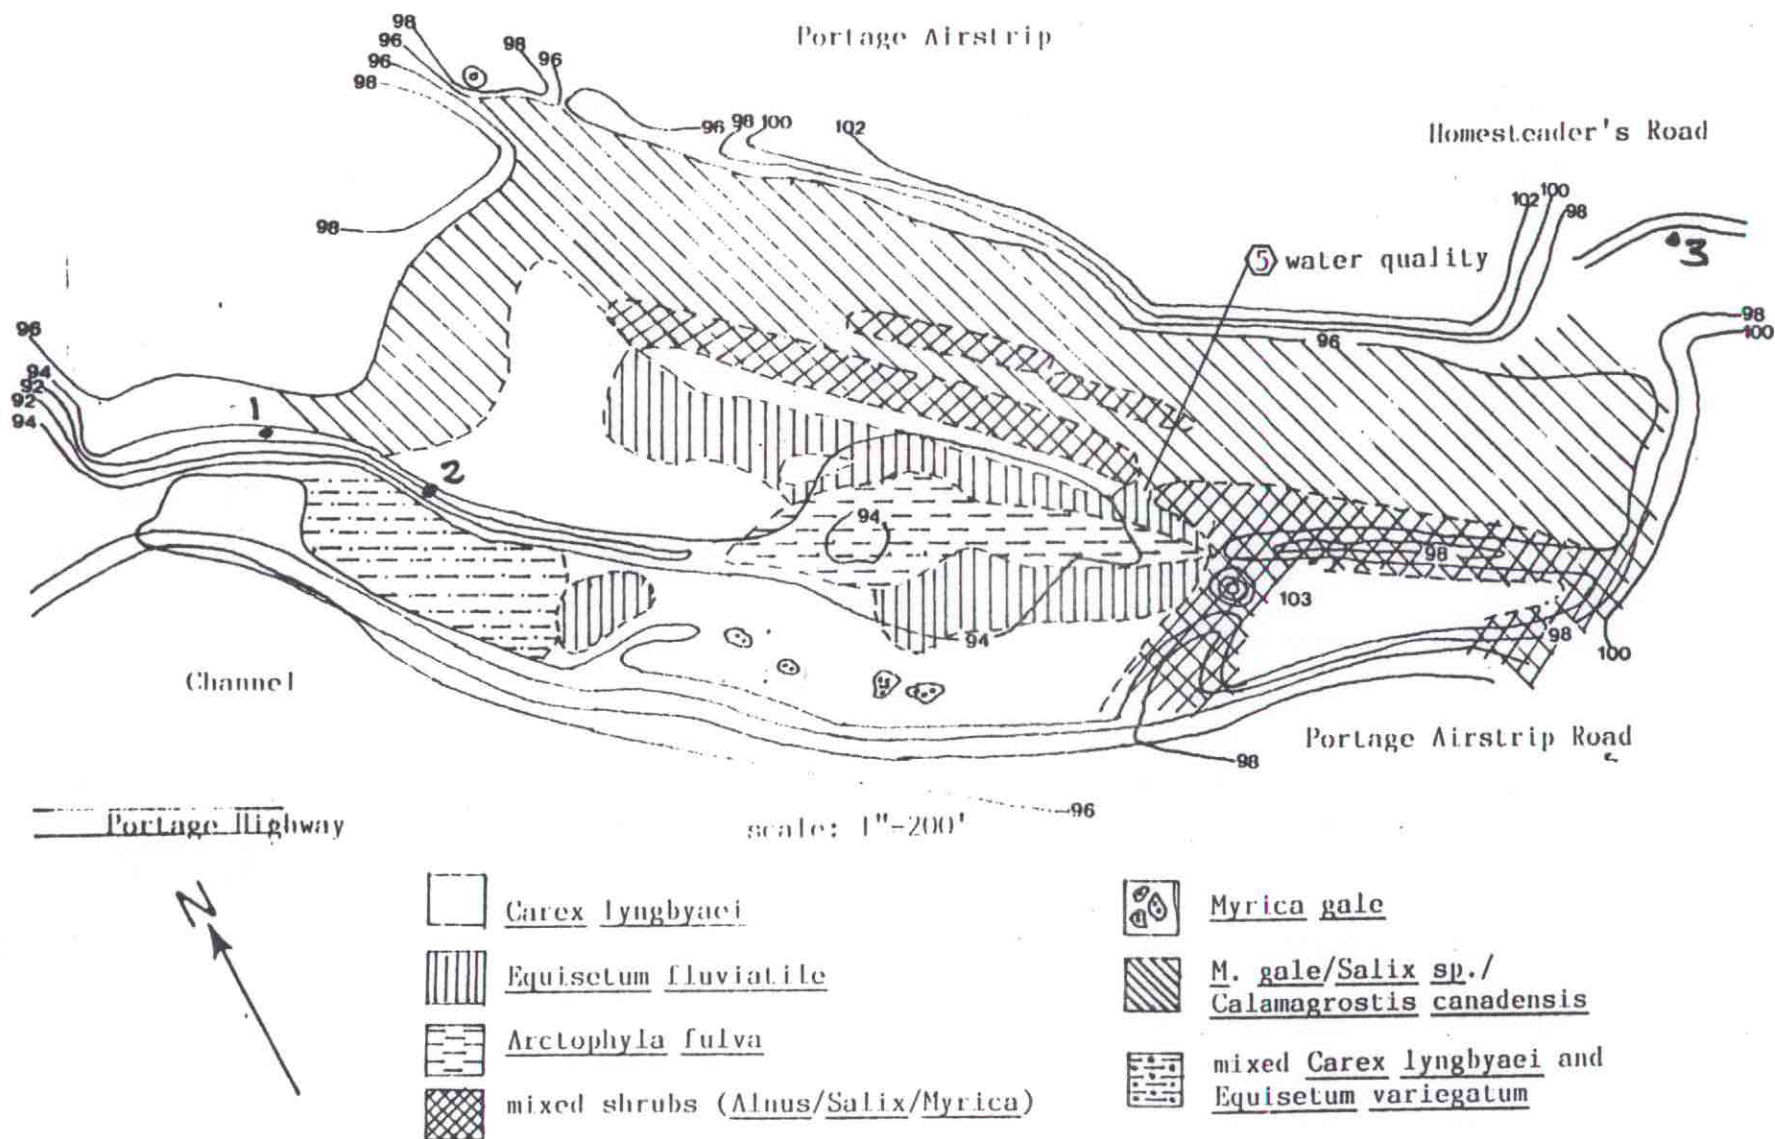 Portage Airstrip
98
96
96
98
98
96
96
98
100
102
Homesteader's Road
102
100
98
3
98
5
water quality
98
100
96
96
94
92
92
94
1
2
94
98
103
94
98
100
Channel
Portage Airstrip Road
98
96
Portage Highway
scale: 1"-200'
N
Carex lyngbyaei
Equisetum fluviatile
Arctophyla fulva
mixed shrubs (Alnus/Salix/Myrica)
Myrica gale
M. gale/Salix sp./
Calamagrostis canadensis
mixed Carex lyngbyaei and
Equisetum variegatum